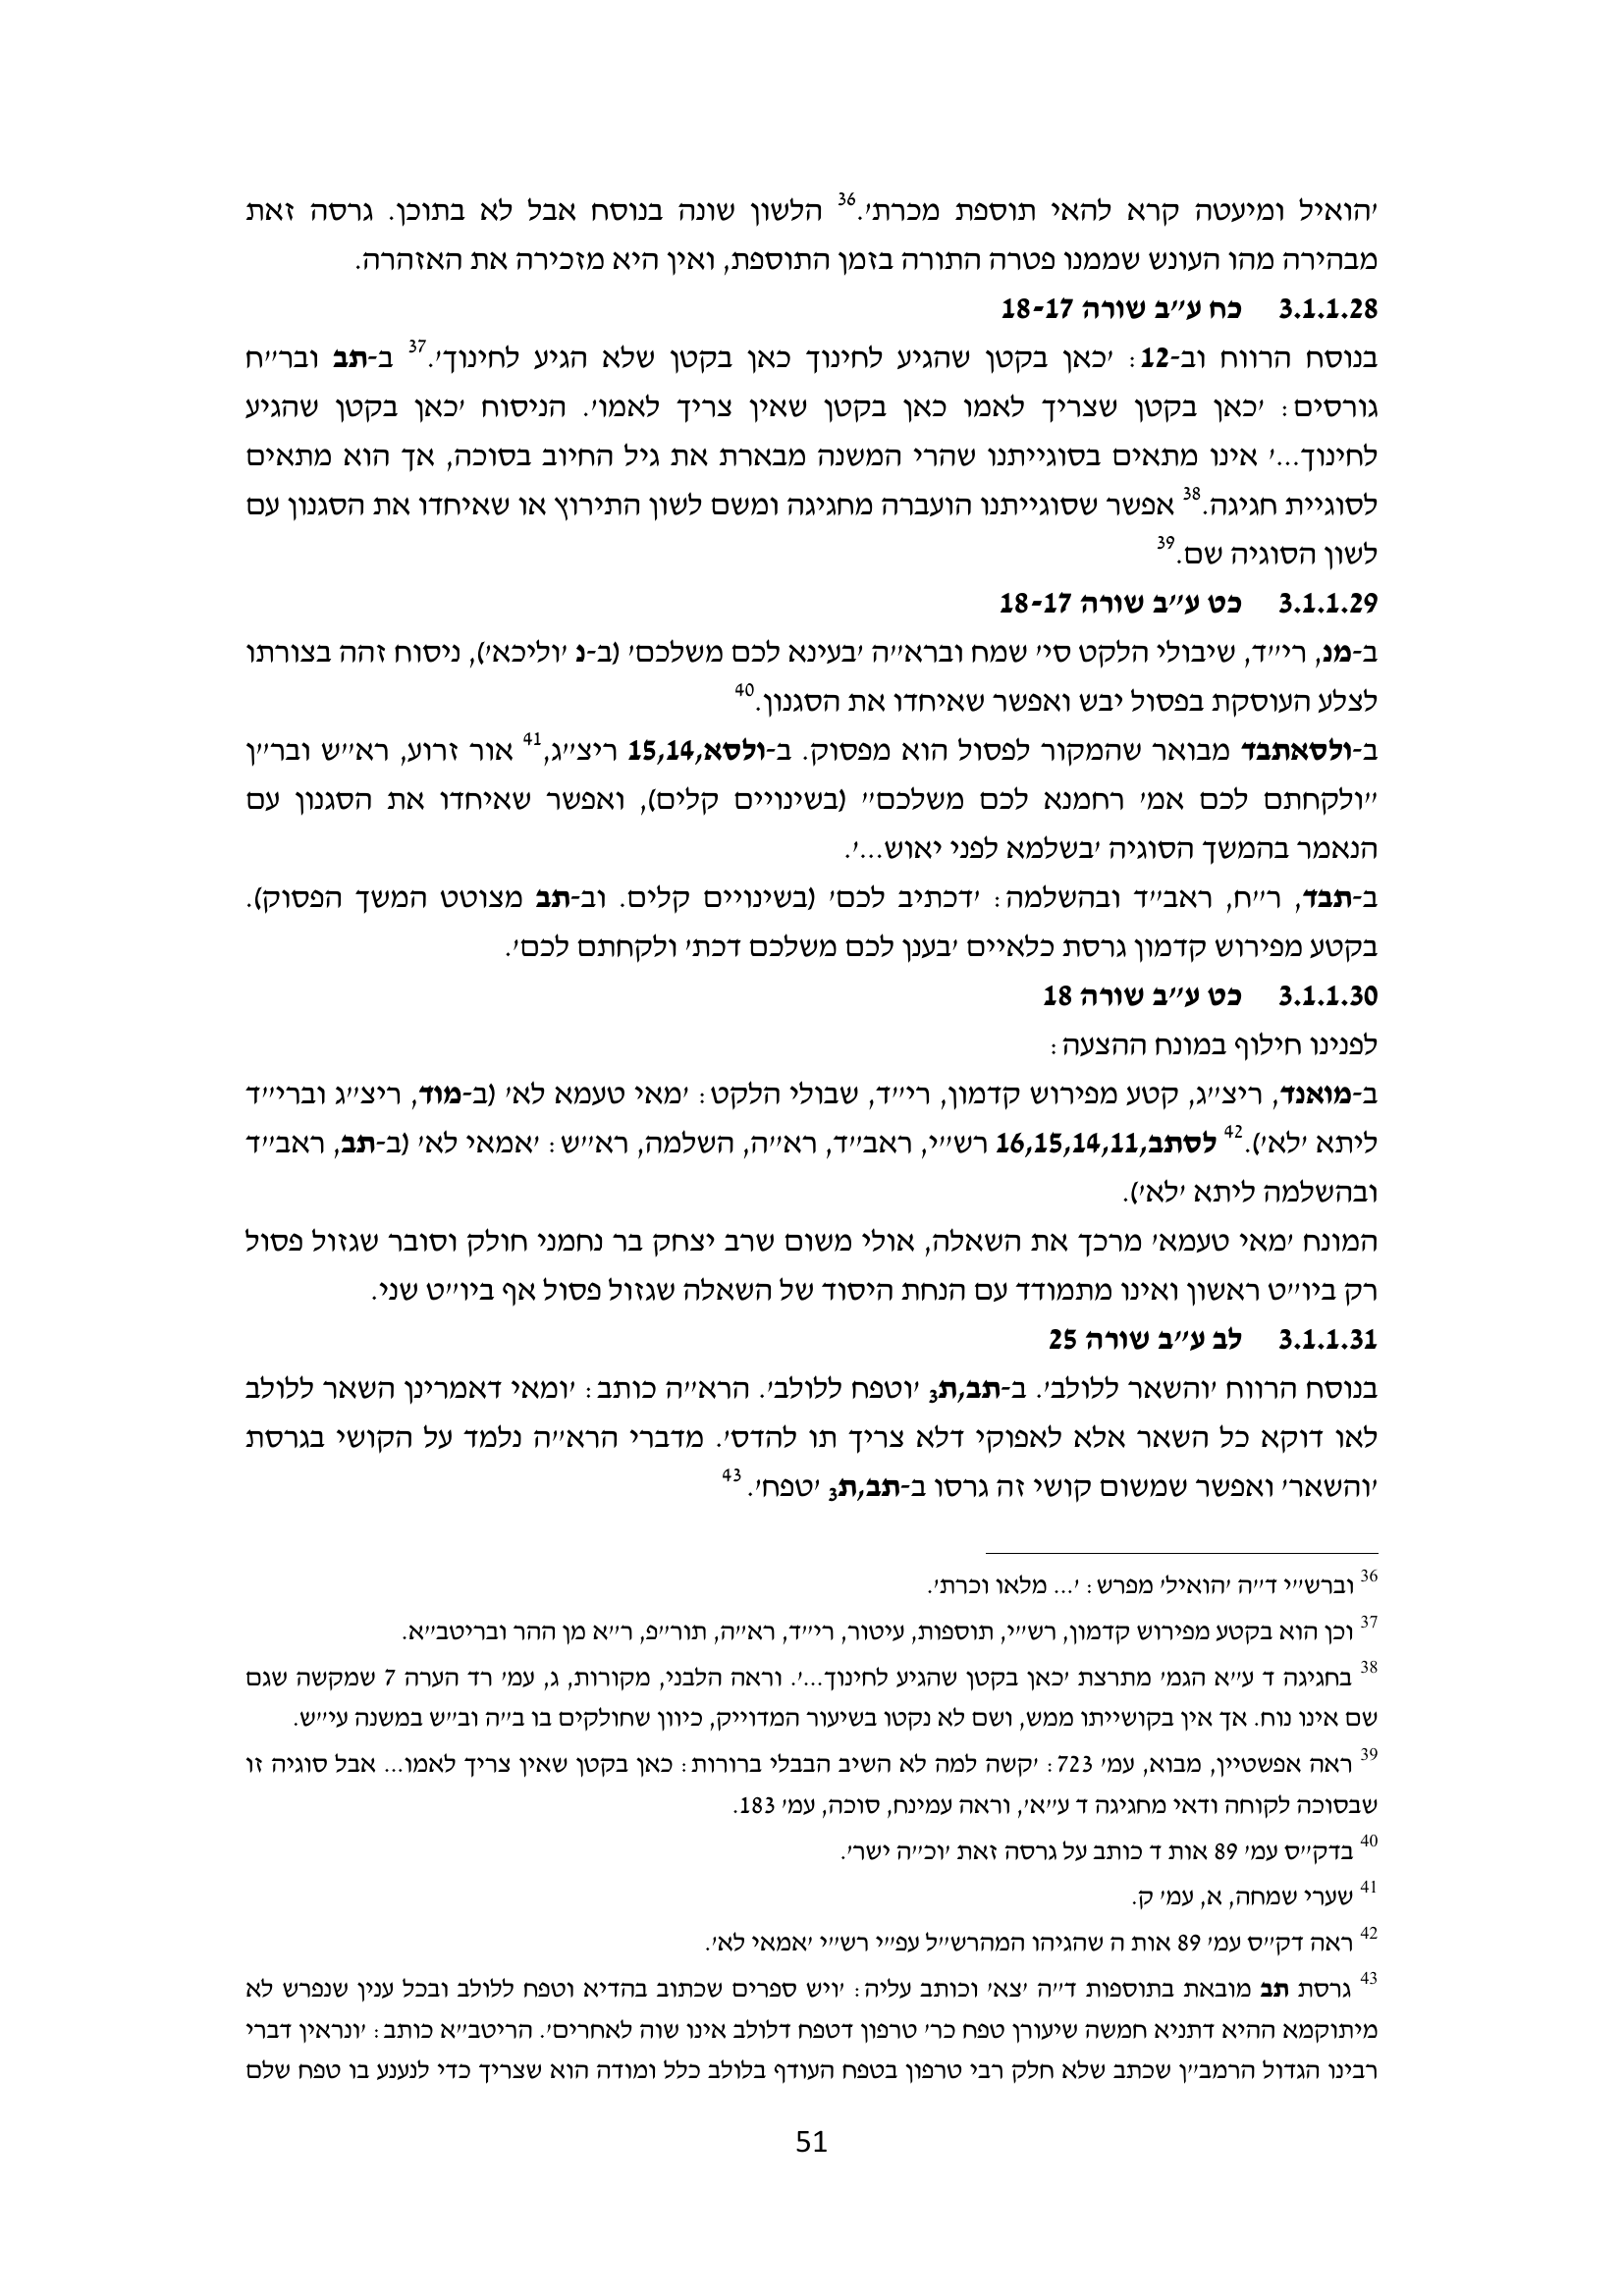 'הואיל ומיעטה קרא להאי תוספת מכרת'.36 הלשון שונה בנוסח אבל לא בתוכן. גרסה זאת
מבהירה מהו העונש שממנו פטרה התורה בזמן התוספת, ואין היא מזכירה את האזהרה.
3.1.1.28 כח ע"ב שורה 18-17
בנוסח הרווח וב-12: 'כאן בקטן שהגיע לחינוך כאן בקטן שלא הגיע לחינוך'.37 ב-תב ובר"ח
גורסים: 'כאן בקטן שצריך לאמו כאן בקטן שאין צריך לאמו'. הניסוח 'כאן בקטן שהגיע
לחינוך...' אינו מתאים בסוגייתנו שהרי המשנה מבארת את גיל החיוב בסוכה, אך הוא מתאים
לסוגיית חגיגה.38 אפשר שסוגייתנו הועברה מחגיגה ומשם לשון התירוץ או שאיחדו את הסגנון עם
לשון הסוגיה שם.39
3.1.1.29 כט ע"ב שורה 18-17
ב-מנ, רי"ד, שיבולי הלקט סי' שמח ובראי"ה 'בעינא לכם משלכם' (ב-נ 'וליכא'), ניסוח זהה בצורתו
לצלע העוסקת בפסול יבש ואפשר שאיחדו את הסגנון.40
ב-ולסאתבד מבואר שהמקור לפסול הוא מפסוק. ב-ולסא,15,14 ריצ"ג,41 אור זרוע, רא"ש ובר"ן
"ולקחתם לכם אמ' רחמנא לכם משלכם" (בשינויים קלים), ואפשר שאיחדו את הסגנון עם
הנאמר בהמשך הסוגיה 'בשלמא לפני יאוש...'.
ב-תבד, ר"ח, ראב"ד ובהשלמה: 'דכתיב לכם' (בשינויים קלים. וב-תב מצוטט המשך הפסוק).
בקטע מפירוש קדמון גרסת כלאיים 'בענן לכם משלכם דכת' ולקחתם לכם'.
3.1.1.30 כט ע"ב שורה 18
לפנינו חילוף במונח ההצעה:
ב-מואנד, ריצ"ג, קטע מפירוש קדמון, רי"ד, שבולי הלקט: 'מאי טעמא לא' (ב-מוד, ריצ"ג וברי"ד
ליתא 'לא').42 לסתב,16,15,14,11 רש"י, ראב"ד, רא"ה, השלמה, רא"ש: 'אמאי לא' (ב-תב, ראב"ד
ובהשלמה ליתא 'לא').
המונח 'מאי טעמא' מרכך את השאלה, אולי משום שרב יצחק בר נחמני חולק וסובר שגזול פסול
רק ביו"ט ראשון ואינו מתמודד עם הנחת היסוד של השאלה שגזול פסול אף ביו"ט שני.
3.1.1.31 לב ע"ב שורה 25
בנוסח הרווח 'והשאר ללולב'. ב-תב,ת3 'וטפח ללולב'. הרא"ה כותב: 'ומאי דאמרינן השאר ללולב
לאו דוקא כל השאר אלא לאפוקי דלא צריך תו להדס'. מדברי הרא"ה נלמד על הקושי בגרסת
'והשאר' ואפשר שמשום קושי זה גרסו ב-תב,ת3 'טפח'. 43
36 וברש"י ד"ה 'הואיל' מפרש: '... מלאו וכרת'.
37 וכן הוא בקטע מפירוש קדמון, רש"י, תוספות, עיטור, רי"ד, רא"ה, תור"פ, ר"א מן ההר ובריטב"א.
38 בחגיגה ד ע"א הגמ' מתרצת 'כאן בקטן שהגיע לחינוך...'. וראה הלבני, מקורות, ג, עמ' רד הערה 7 שמקשה שגם
שם אינו נוח. אך אין בקושייתו ממש, ושם לא נקטו בשיעור המדוייק, כיוון שחולקים בו ב"ה וב"ש במשנה עי"ש.
39 ראה אפשטיין, מבוא, עמ' 723: 'קשה למה לא השיב הבבלי ברורות: כאן בקטן שאין צריך לאמו... אבל סוגיה זו
שבסוכה לקוחה ודאי מחגיגה ד ע"א', וראה עמינח, סוכה, עמ' 183.
40 בדק"ס עמ' 89 אות ד כותב על גרסה זאת 'וכ"ה ישר'.
41 שערי שמחה, א, עמ' ק.
42 ראה דק"ס עמ' 89 אות ה שהגיהו המהרש"ל עפ"י רש"י 'אמאי לא'.
43 גרסת תב מובאת בתוספות ד"ה 'צא' וכותב עליה: 'ויש ספרים שכתוב בהדיא וטפח ללולב ובכל ענין שנפרש לא
מיתוקמא ההיא דתניא חמשה שיעורן טפח כר' טרפון דטפח דלולב אינו שוה לאחרים'. הריטב"א כותב: 'ונראין דברי
רבינו הגדול הרמב"ן שכתב שלא חלק רבי טרפון בטפח העודף בלולב כלל ומודה הוא שצריך כדי לנענע בו טפח שלם
51